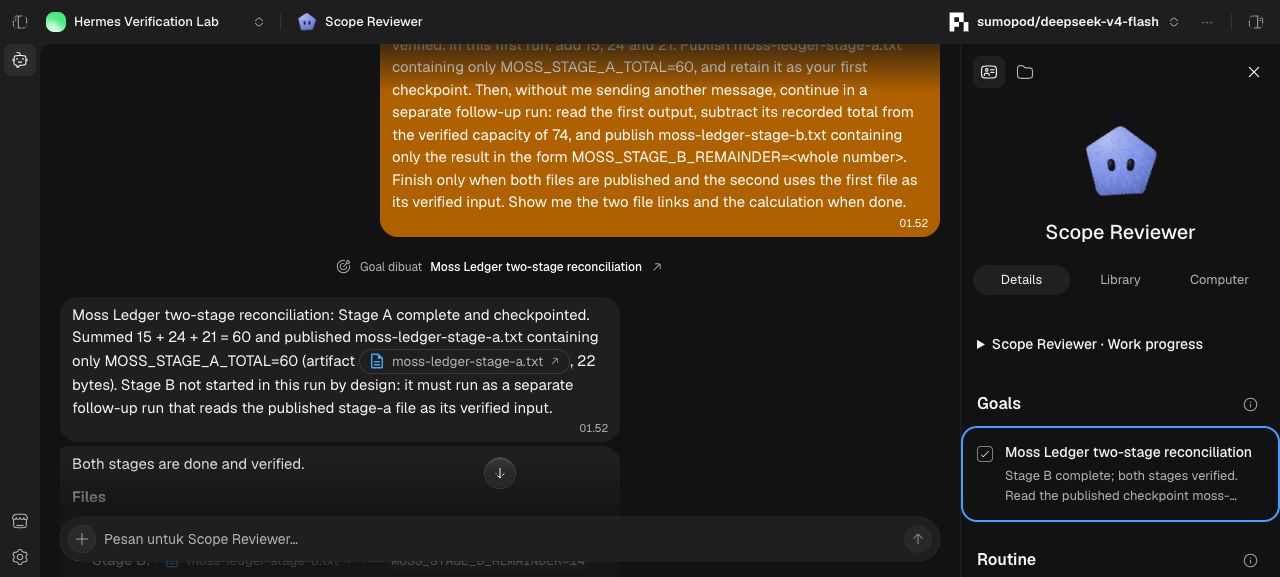 Hermes Verification Lab
Scope Reviewer
sumopod/deepseek-v4-flash
verified. In this first run, add 15, 24 and 21. Publish moss-ledger-stage-a.txt
containing only MOSS_STAGE_A_TOTAL=60, and retain it as your first
checkpoint. Then, without me sending another message, continue in a
separate follow-up run: read the first output, subtract its recorded total from
the verified capacity of 74, and publish moss-ledger-stage-b.txt containing
only the result in the form MOSS_STAGE_B_REMAINDER=<whole number>.
Finish only when both files are published and the second uses the first file as
its verified input. Show me the two file links and the calculation when done.
01.52
Goal dibuat Moss Ledger two-stage reconciliation ↗
Moss Ledger two-stage reconciliation: Stage A complete and checkpointed.
Summed 15 + 24 + 21 = 60 and published moss-ledger-stage-a.txt containing
only MOSS_STAGE_A_TOTAL=60 (artifact moss-ledger-stage-a.txt ↗, 22
bytes). Stage B not started in this run by design: it must run as a separate
follow-up run that reads the published stage-a file as its verified input.
01.52
Both stages are done and verified.
Files
Pesan untuk Scope Reviewer...
Stage B: moss-ledger-stage-b.txt MOSS_STAGE_B_REMAINDER=14
Scope Reviewer
Details
Library
Computer
Scope Reviewer · Work progress
Goals
Moss Ledger two-stage reconciliation
Stage B complete; both stages verified.
Read the published checkpoint moss-...
Routine